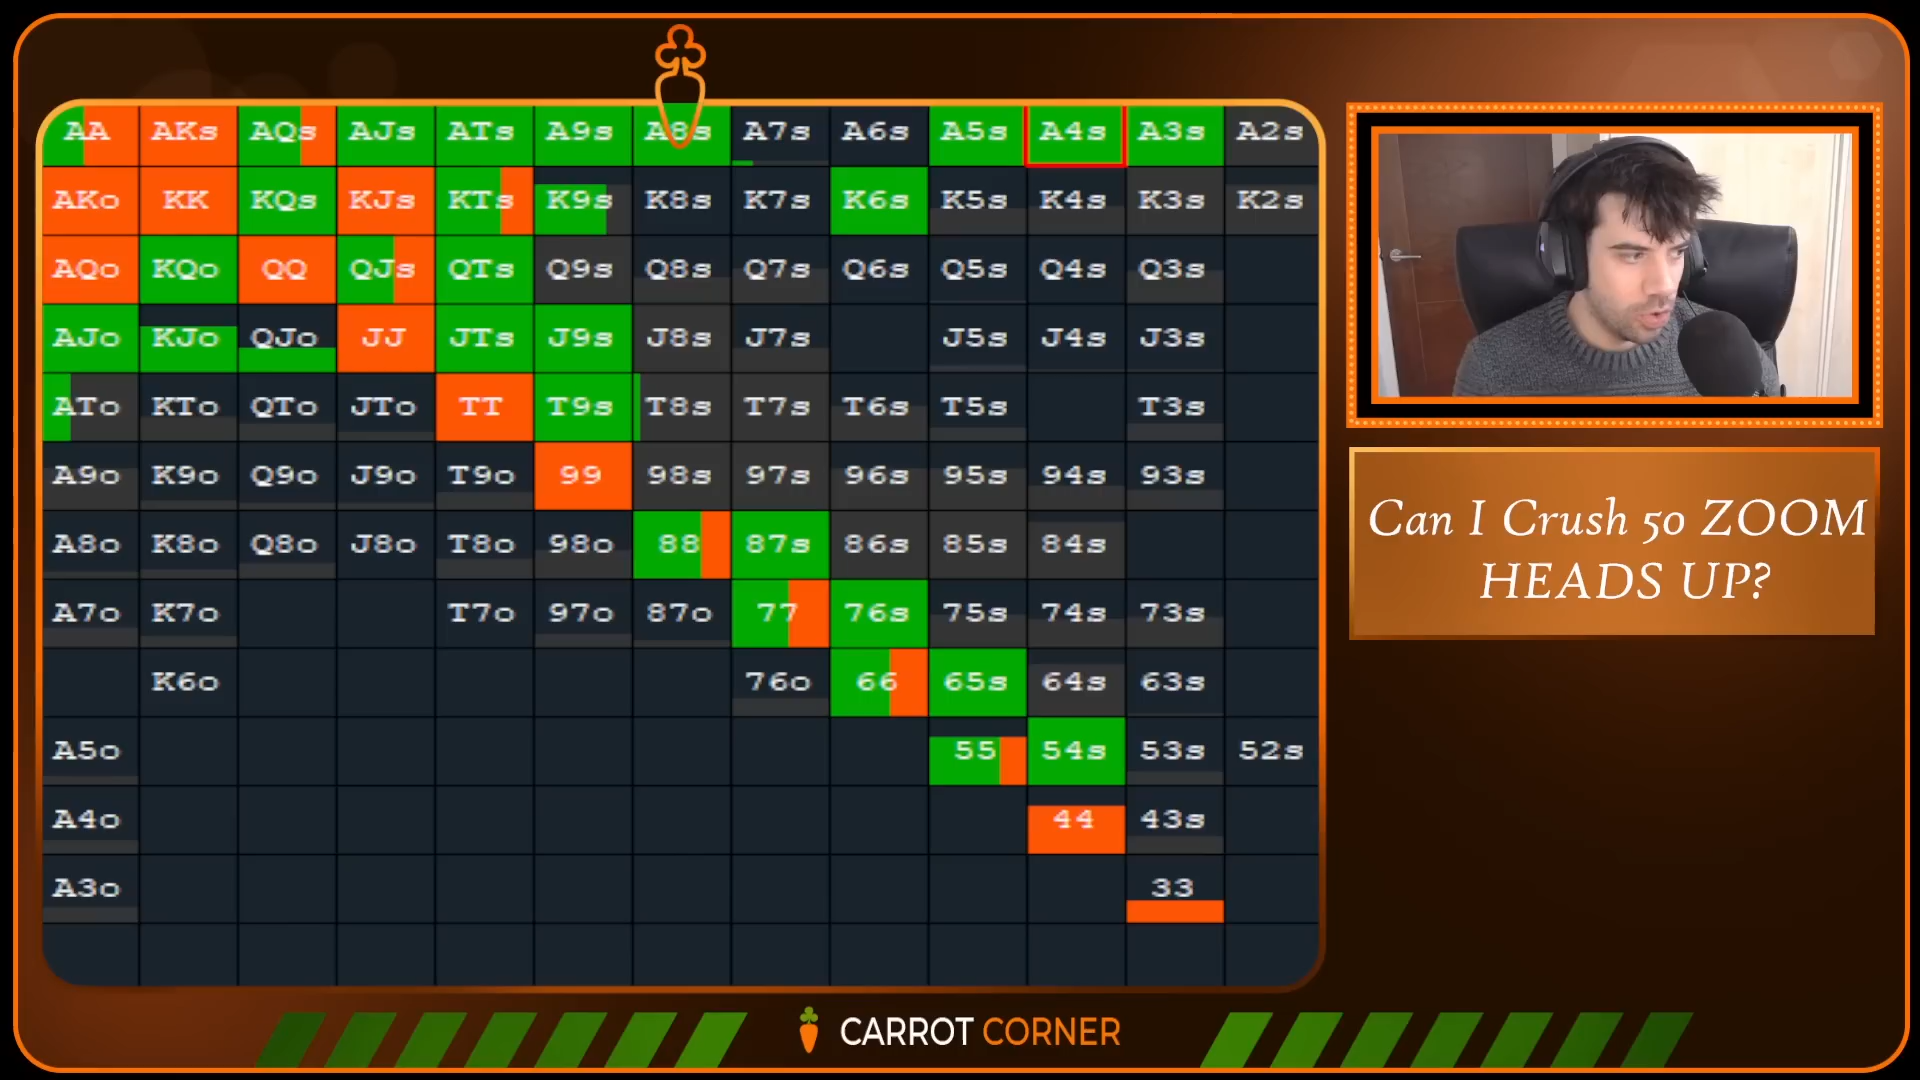 AA AKs AQs AJs ATs A9s A8s A7s A6s A5s A4s A3s A2s
AKo KK KQs KJs KTs K9s K8s K7s K6s K5s K4s K3s K2s
AQo KQo QQ QJs QTs Q9s Q8s Q7s Q6s Q5s Q4s Q3s
AJo KJo QJo JJ JTs J9s J8s J7s J5s J4s J3s
ATo KTo QTo JTo TT T9s T8s T7s T6s T5s T3s
A9o K9o Q9o J9o T9o 99 98s 97s 96s 95s 94s 93s
A8o K8o Q8o J8o T8o 98o 88 87s 86s 85s 84s
A7o K7o T7o 97o 87o 77 76s 75s 74s 73s
K6o 76o 66 65s 64s 63s
A5o 55 54s 53s 52s
A4o 44 43s
A3o 33
Can I Crush 50 ZOOM
HEADS UP?
CARROT CORNER